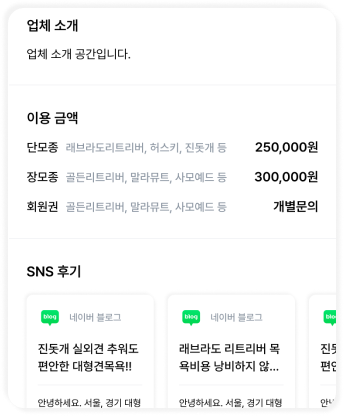 업체 소개
업체 소개 공간입니다.
이용 금액
단모종 래브라도리트리버, 허스키, 진돗개 등 250,000원
장모종 골든리트리버, 말라뮤트, 사모예드 등 300,000원
회원권 골든리트리버, 말라뮤트, 사모예드 등 개별문의
SNS 후기
blog 네이버 블로그
진돗개 실외견 추워도
편안한 대형견목욕!!
안녕하세요. 서울, 경기 대형
blog 네이버 블로그
래브라도 리트리버 목
욕비용 낭비하지 않...
안녕하세요. 서울, 경기 대형
blog
편안
안녕